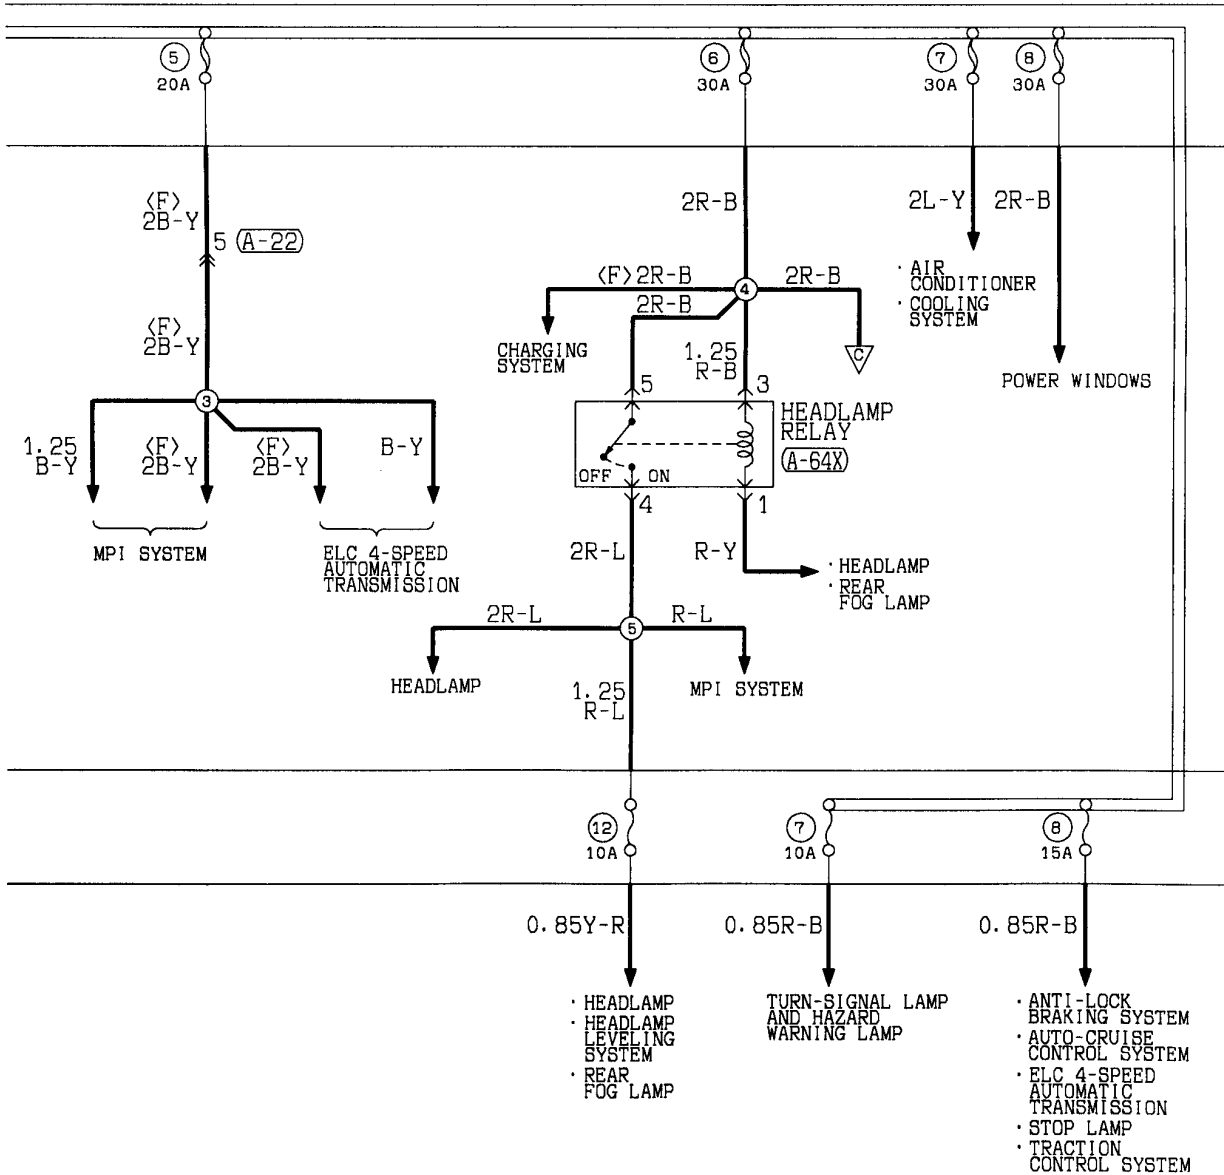 5
20A
6
30A
7
30A
8
30A
<F>
2B-Y
5 A-22
<F>
2B-Y
3
1.25
B-Y
<F>
2B-Y
<F>
2B-Y
B-Y
MPI SYSTEM
ELC 4-SPEED
AUTOMATIC
TRANSMISSION
2R-B
<F>2R-B
4
2R-B
2R-B
CHARGING
SYSTEM
1.25
R-B
C
5
3
HEADLAMP
RELAY
A-64X
OFF
ON
4
1
2R-L
R-Y
· HEADLAMP
· REAR
FOG LAMP
2R-L
5
R-L
HEADLAMP
1.25
R-L
MPI SYSTEM
2L-Y
· AIR
CONDITIONER
· COOLING
SYSTEM
2R-B
POWER WINDOWS
12
10A
7
10A
8
15A
0.85Y-R
0.85R-B
0.85R-B
· HEADLAMP
· HEADLAMP
LEVELING
SYSTEM
· REAR
FOG LAMP
TURN-SIGNAL LAMP
AND HAZARD
WARNING LAMP
· ANTI-LOCK
BRAKING SYSTEM
· AUTO-CRUISE
CONTROL SYSTEM
· ELC 4-SPEED
AUTOMATIC
TRANSMISSION
· STOP LAMP
· TRACTION
CONTROL SYSTEM